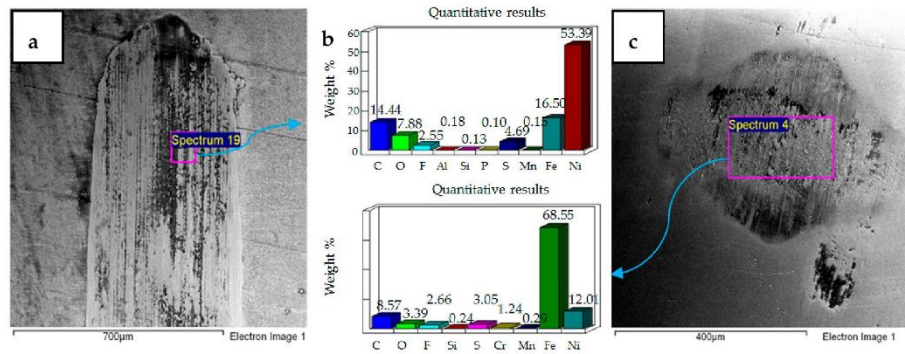 a
Spectrum 19
700µm
Electron Image 1
b
Quantitative results
Weight %
60
50
40
30
20
10
0
14.44
7.88
2.55
0.18
0.13
0.10
4.69
0.15
16.50
53.39
C O F Al Si P S Mn Fe Ni
Quantitative results
Weight %
8.57
3.39
2.66
0.24
3.05
1.24
0.29
68.55
12.01
C O F Si S Cr Mn Fe Ni
c
Spectrum 4
400µm
Electron Image 1